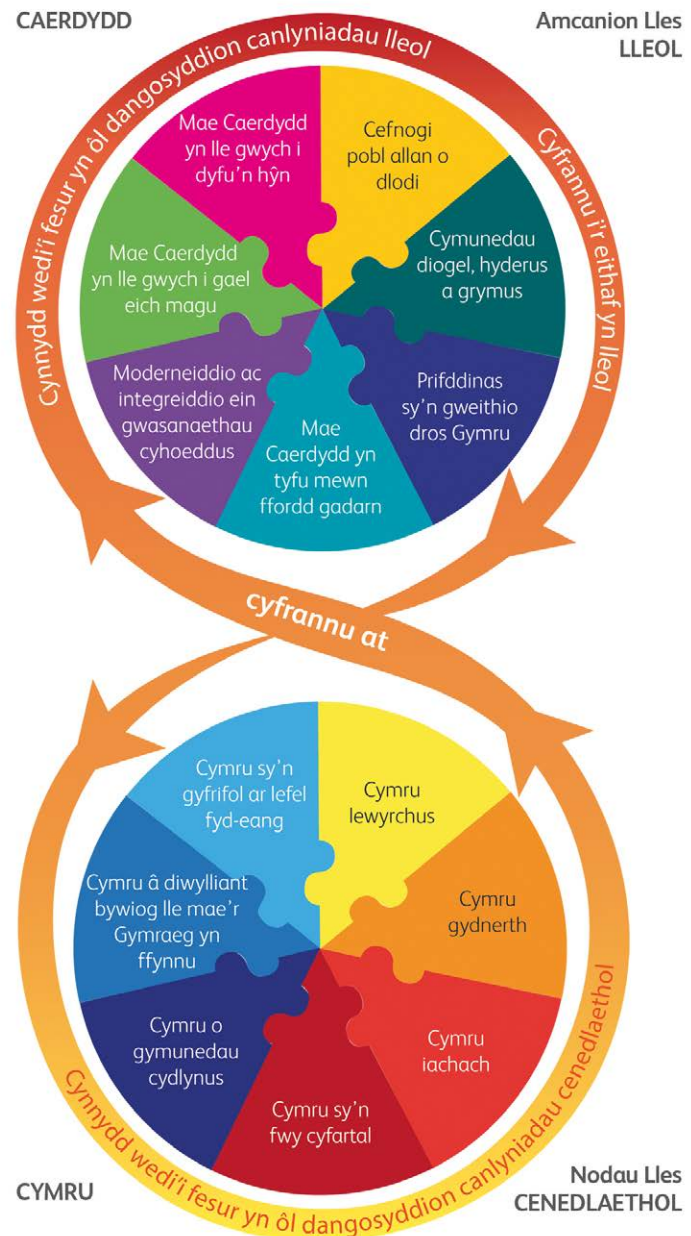 CAERDYDD
Amcanion Lles
LLEOL
Cynnydd wedi'i fesur yn ôl dangosyddion canlyniadau lleol
Cyfrannu i'r eithaf yn lleol
Mae Caerdydd
yn lle gwych i
dyfu'n hŷn
Cefnogi
pobl allan o
dlodi
Cymunedau
diogel, hyderus
a grymus
Prifddinas
sy'n gweithio
dros Gymru
Mae
Caerdydd yn
tyfu mewn
ffordd gadarn
Moderneiddio ac
integreiddio ein
gwasanaethau
cyhoeddus
Mae Caerdydd
yn lle gwych i gael
eich magu
cyfrannu at
Cymru sy'n
gyfrifol ar lefel
fyd-eang
Cymru
lewyrchus
Cymru
gydnerth
Cymru
iachach
Cymru sy'n
fwy cyfartal
Cymru o
gymunedau
cydlynus
Cymru â diwylliant
bywiog lle mae'r
Gymraeg yn
ffynnu
Cynnydd wedi'i fesur yn ôl dangosyddion canlyniadau cenedlaethol
CYMRU
Nodau Lles
CENEDLAETHOL